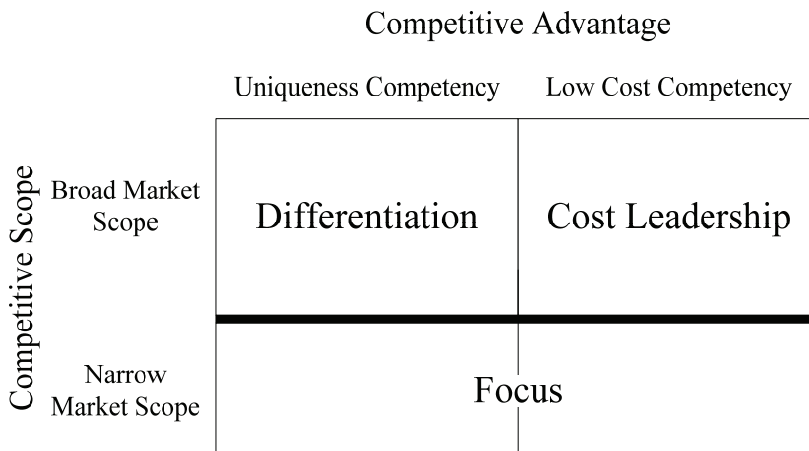 Competitive Advantage
Uniqueness Competency
Low Cost Competency
Competitive Scope
Broad Market
Scope
Differentiation
Cost Leadership
Narrow
Market Scope
Focus